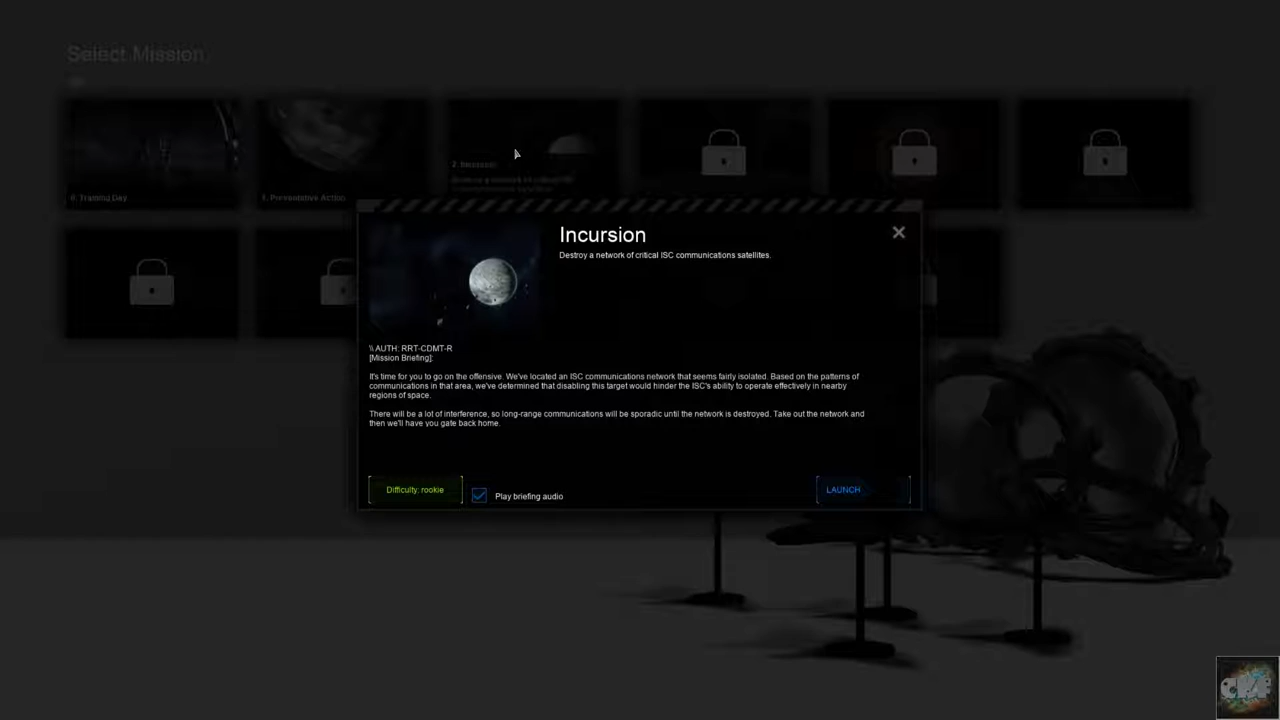 Select Mission
6. Training Day
1. Preventative Action
2. Incursion
Incursion
Destroy a network of critical ISC communications satellites.
\\ AUTH: RRT-CDMT-R
[Mission Briefing]:
It's time for you to go on the offensive. We've located an ISC communications network that seems fairly isolated. Based on the patterns of
communications in that area, we've determined that disabling this target would hinder the ISC's ability to operate effectively in nearby
regions of space.
There will be a lot of interference, so long-range communications will be sporadic until the network is destroyed. Take out the network and
then we'll have you gate back home.
Difficulty: rookie
Play briefing audio
LAUNCH